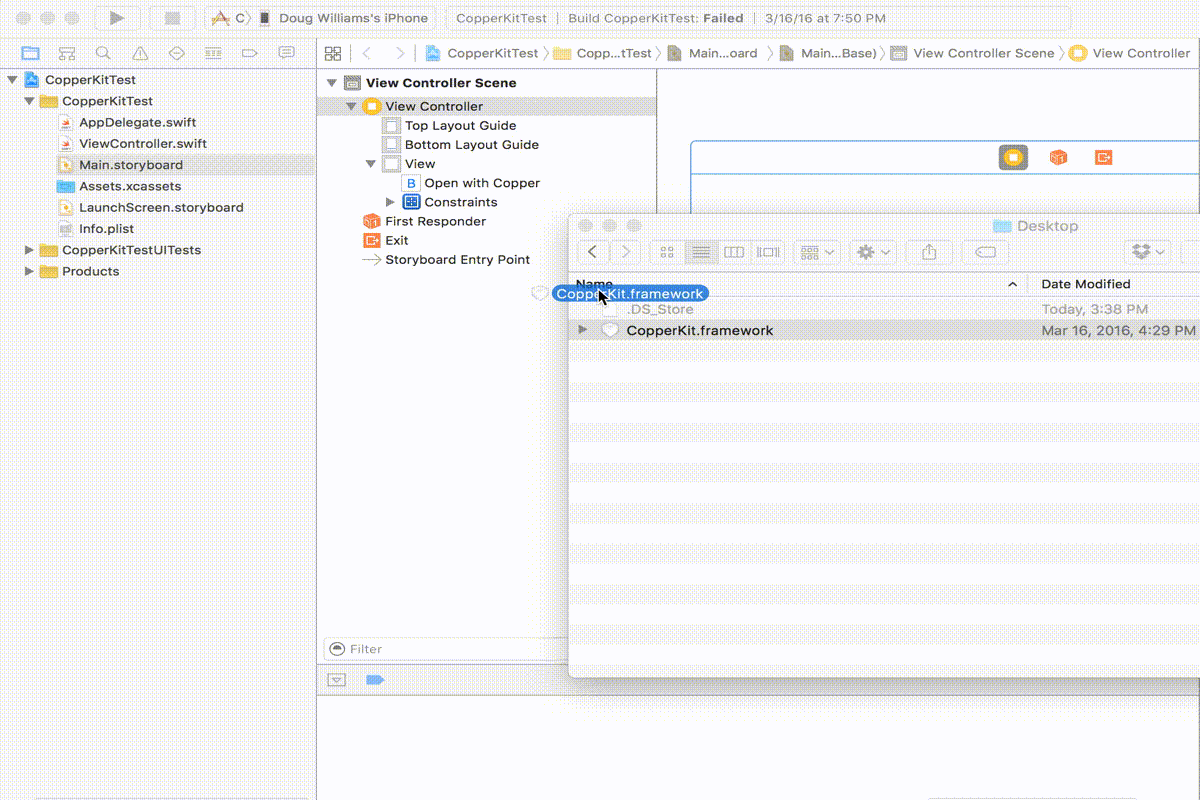 C Doug Williams's iPhone CopperKitTest | Build CopperKitTest: Failed | 3/16/16 at 7:50 PM
CopperKitTest Copp...tTest Main...oard Main...Base) View Controller Scene View Controller
CopperKitTest
CopperKitTest
AppDelegate.swift
ViewController.swift
Main.storyboard
Assets.xcassets
LaunchScreen.storyboard
Info.plist
CopperKitTestUITests
Products
View Controller Scene
View Controller
Top Layout Guide
Bottom Layout Guide
View
B Open with Copper
Constraints
First Responder
Exit
Storyboard Entry Point
Filter
Desktop
Name Date Modified
CopperKit.framework
.DS_Store Today, 3:38 PM
CopperKit.framework Mar 16, 2016, 4:29 PM